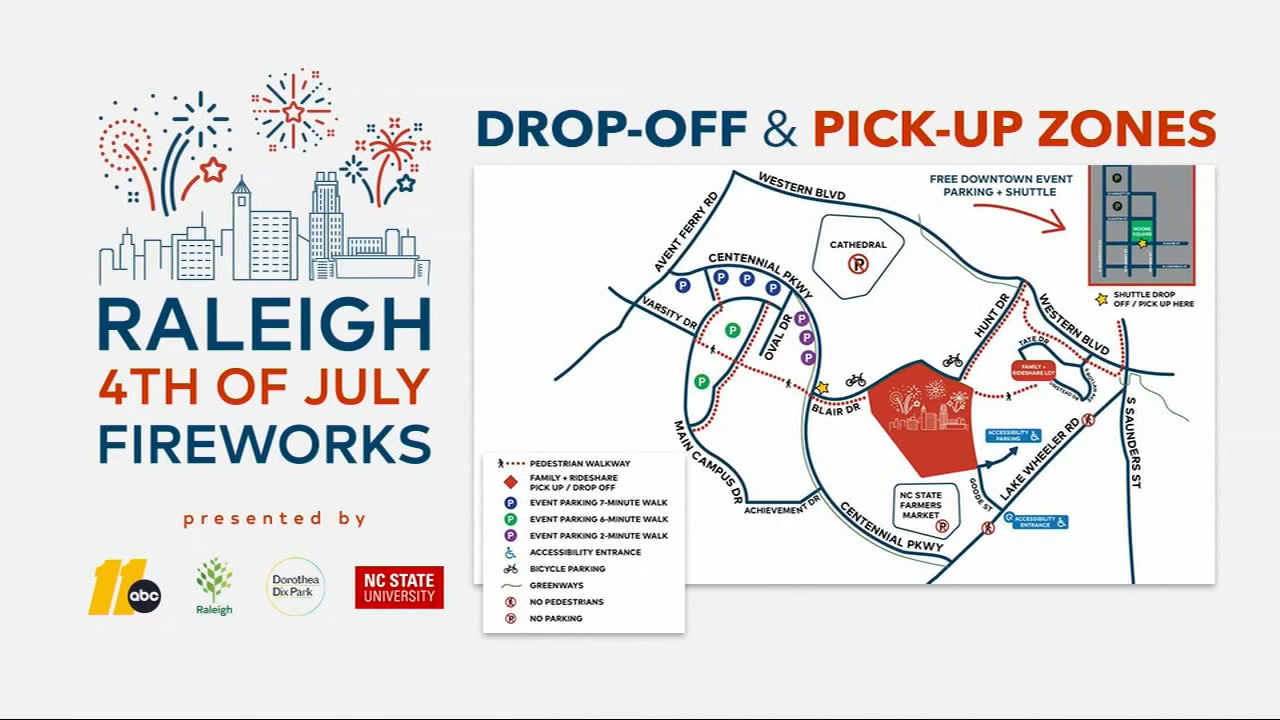 RALEIGH
4TH OF JULY
FIREWORKS
presented by
11
abc
Raleigh
Dorothea
Dix Park
NC STATE
UNIVERSITY
DROP-OFF & PICK-UP ZONES
WESTERN BLVD
AVENT FERRY RD
CENTENNIAL PKWY
VARSITY DR
OVAL DR
CATHEDRAL
P
FREE DOWNTOWN EVENT
PARKING + SHUTTLE
P
P
MOORE
SQUARE
SHUTTLE DROP
OFF / PICK UP HERE
P
P
P
P
P
P
P
P
P
HUNT DR
WESTERN BLVD
TATE DR
FAMILY +
RIDESHARE LOT
UMSTEAD DR
BLAIR DR
S SAUNDERS ST
LAKE WHEELER RD
ACCESSIBILITY
PARKING
GOODE ST
ACCESSIBILITY
ENTRANCE
NC STATE
FARMERS
MARKET
P
MAIN CAMPUS DR
ACHIEVEMENT DR
CENTENNIAL PKWY
PEDESTRIAN WALKWAY
FAMILY + RIDESHARE
PICK UP / DROP OFF
P EVENT PARKING 7-MINUTE WALK
P EVENT PARKING 6-MINUTE WALK
P EVENT PARKING 2-MINUTE WALK
ACCESSIBILITY ENTRANCE
BICYCLE PARKING
GREENWAYS
NO PEDESTRIANS
P NO PARKING